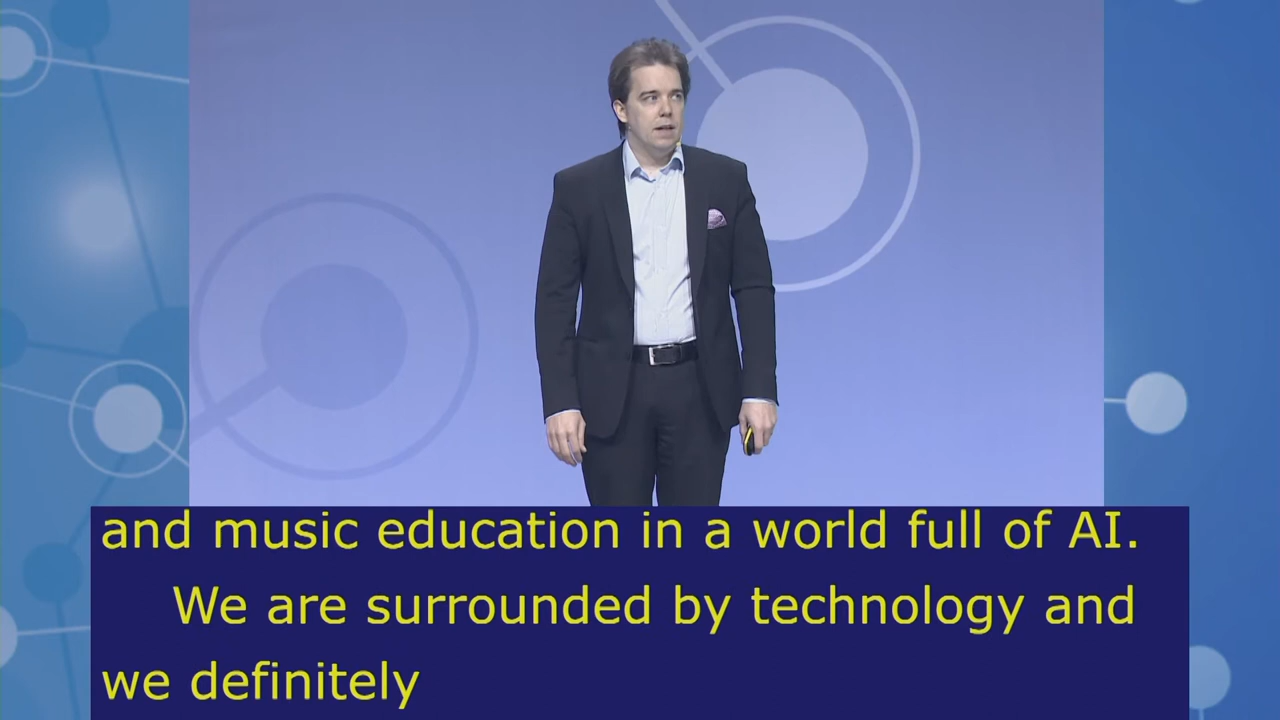 and music education in a world full of AI.
We are surrounded by technology and
we definitely